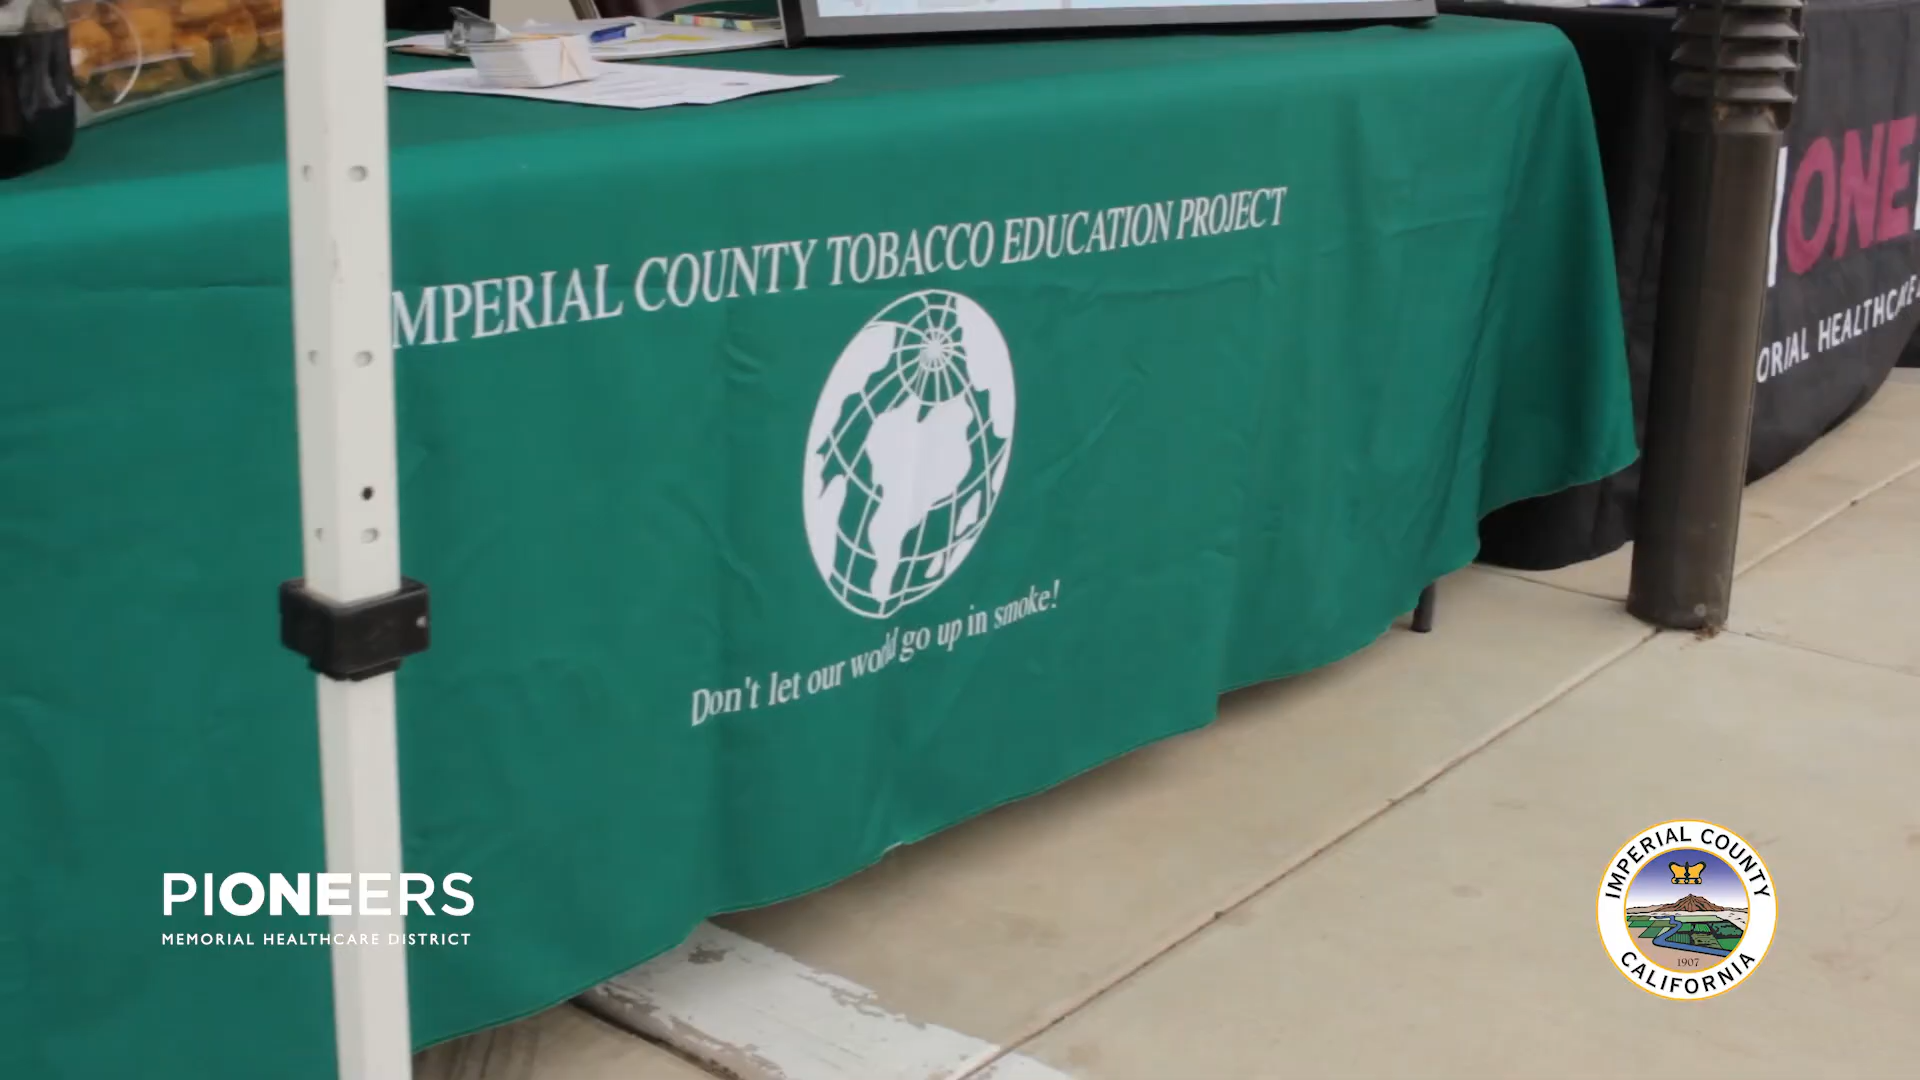 MPERIAL COUNTY TOBACCO EDUCATION PROJECT
Don't let our world go up in smoke!
IONE
ORIAL HEALTHCARE
PIONEERS
MEMORIAL HEALTHCARE DISTRICT
IMPERIAL COUNTY
1907
CALIFORNIA